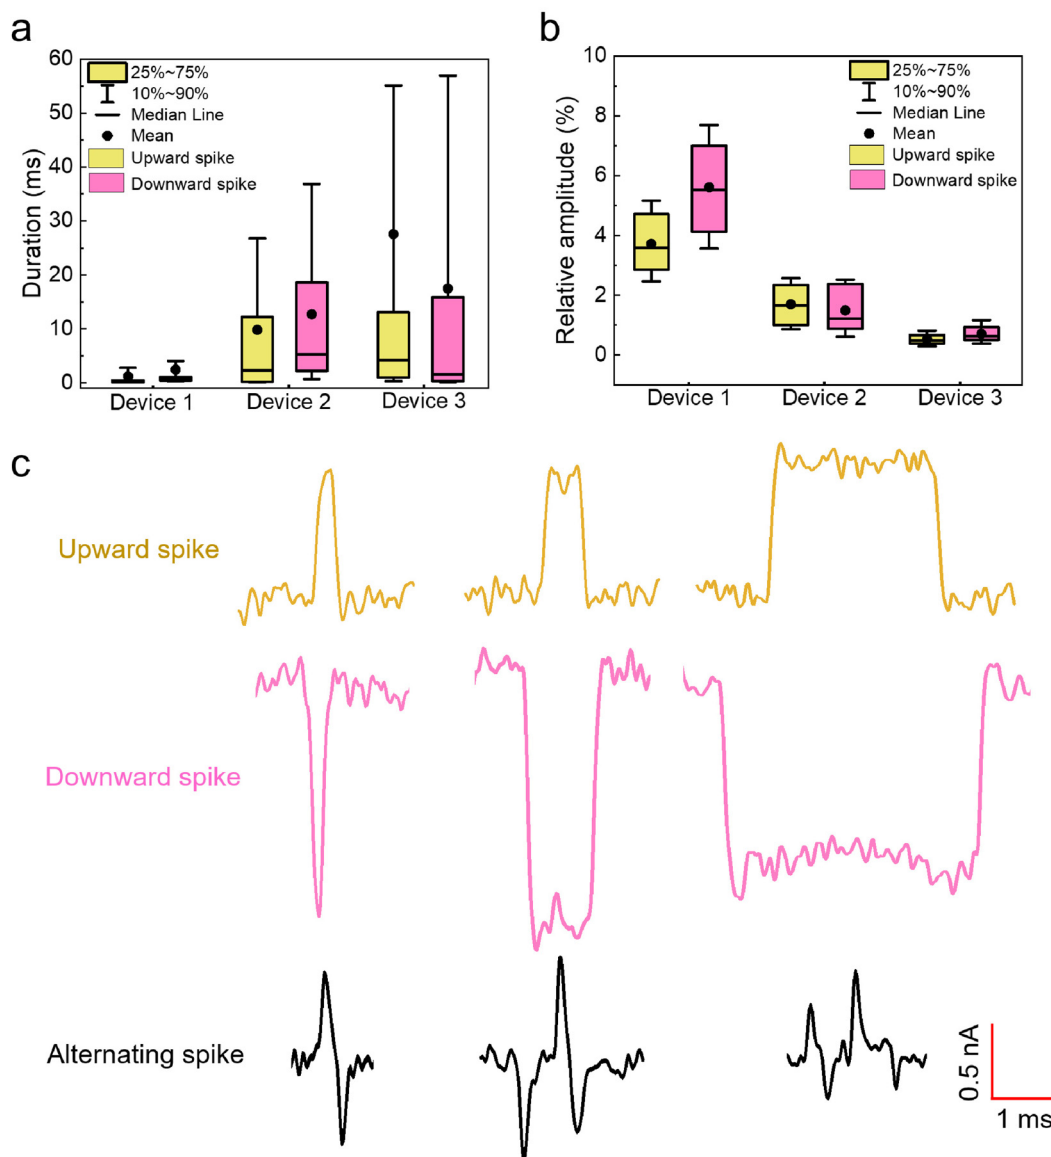 a
60
50
40
30
20
10
0
Duration (ms)
25%~75%
10%~90%
Median Line
Mean
Upward spike
Downward spike
Device 1
Device 2
Device 3
b
10
8
6
4
2
0
Relative amplitude (%)
25%~75%
10%~90%
Median Line
Mean
Upward spike
Downward spike
Device 1
Device 2
Device 3
c
Upward spike
Downward spike
Alternating spike
0.5 nA
1 ms